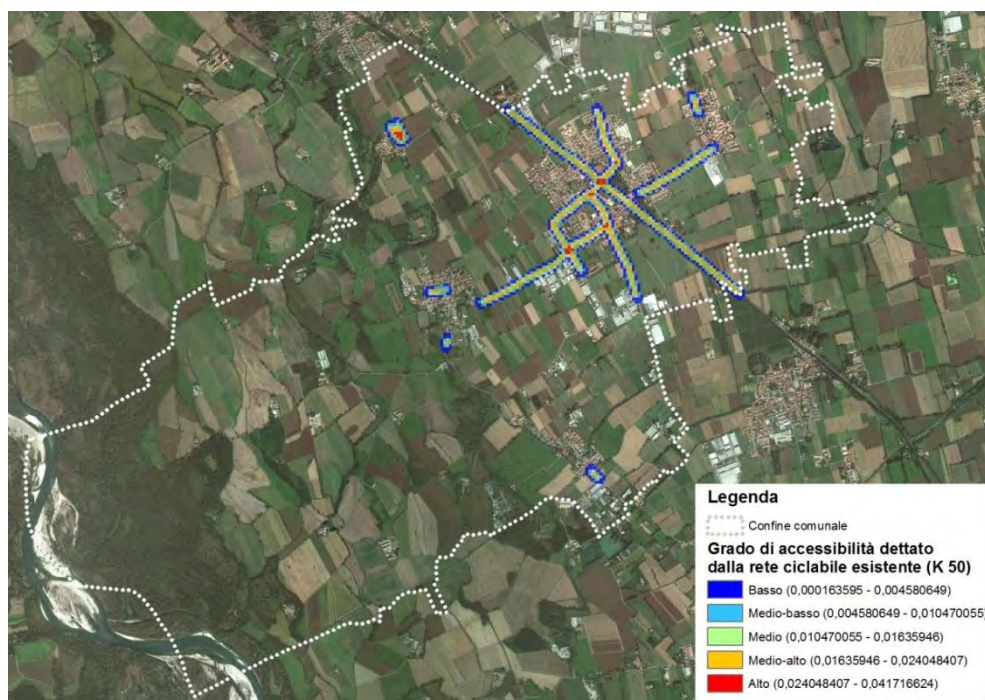 Legenda
Confine comunale
Grado di accessibilità dettato
dalla rete ciclabile esistente (K 50)
Basso (0,000163595 - 0,004580649)
Medio-basso (0,004580649 - 0,010470055)
Medio (0,010470055 - 0,01635946)
Medio-alto (0,01635946 - 0,024048407)
Alto (0,024048407 - 0,041716624)